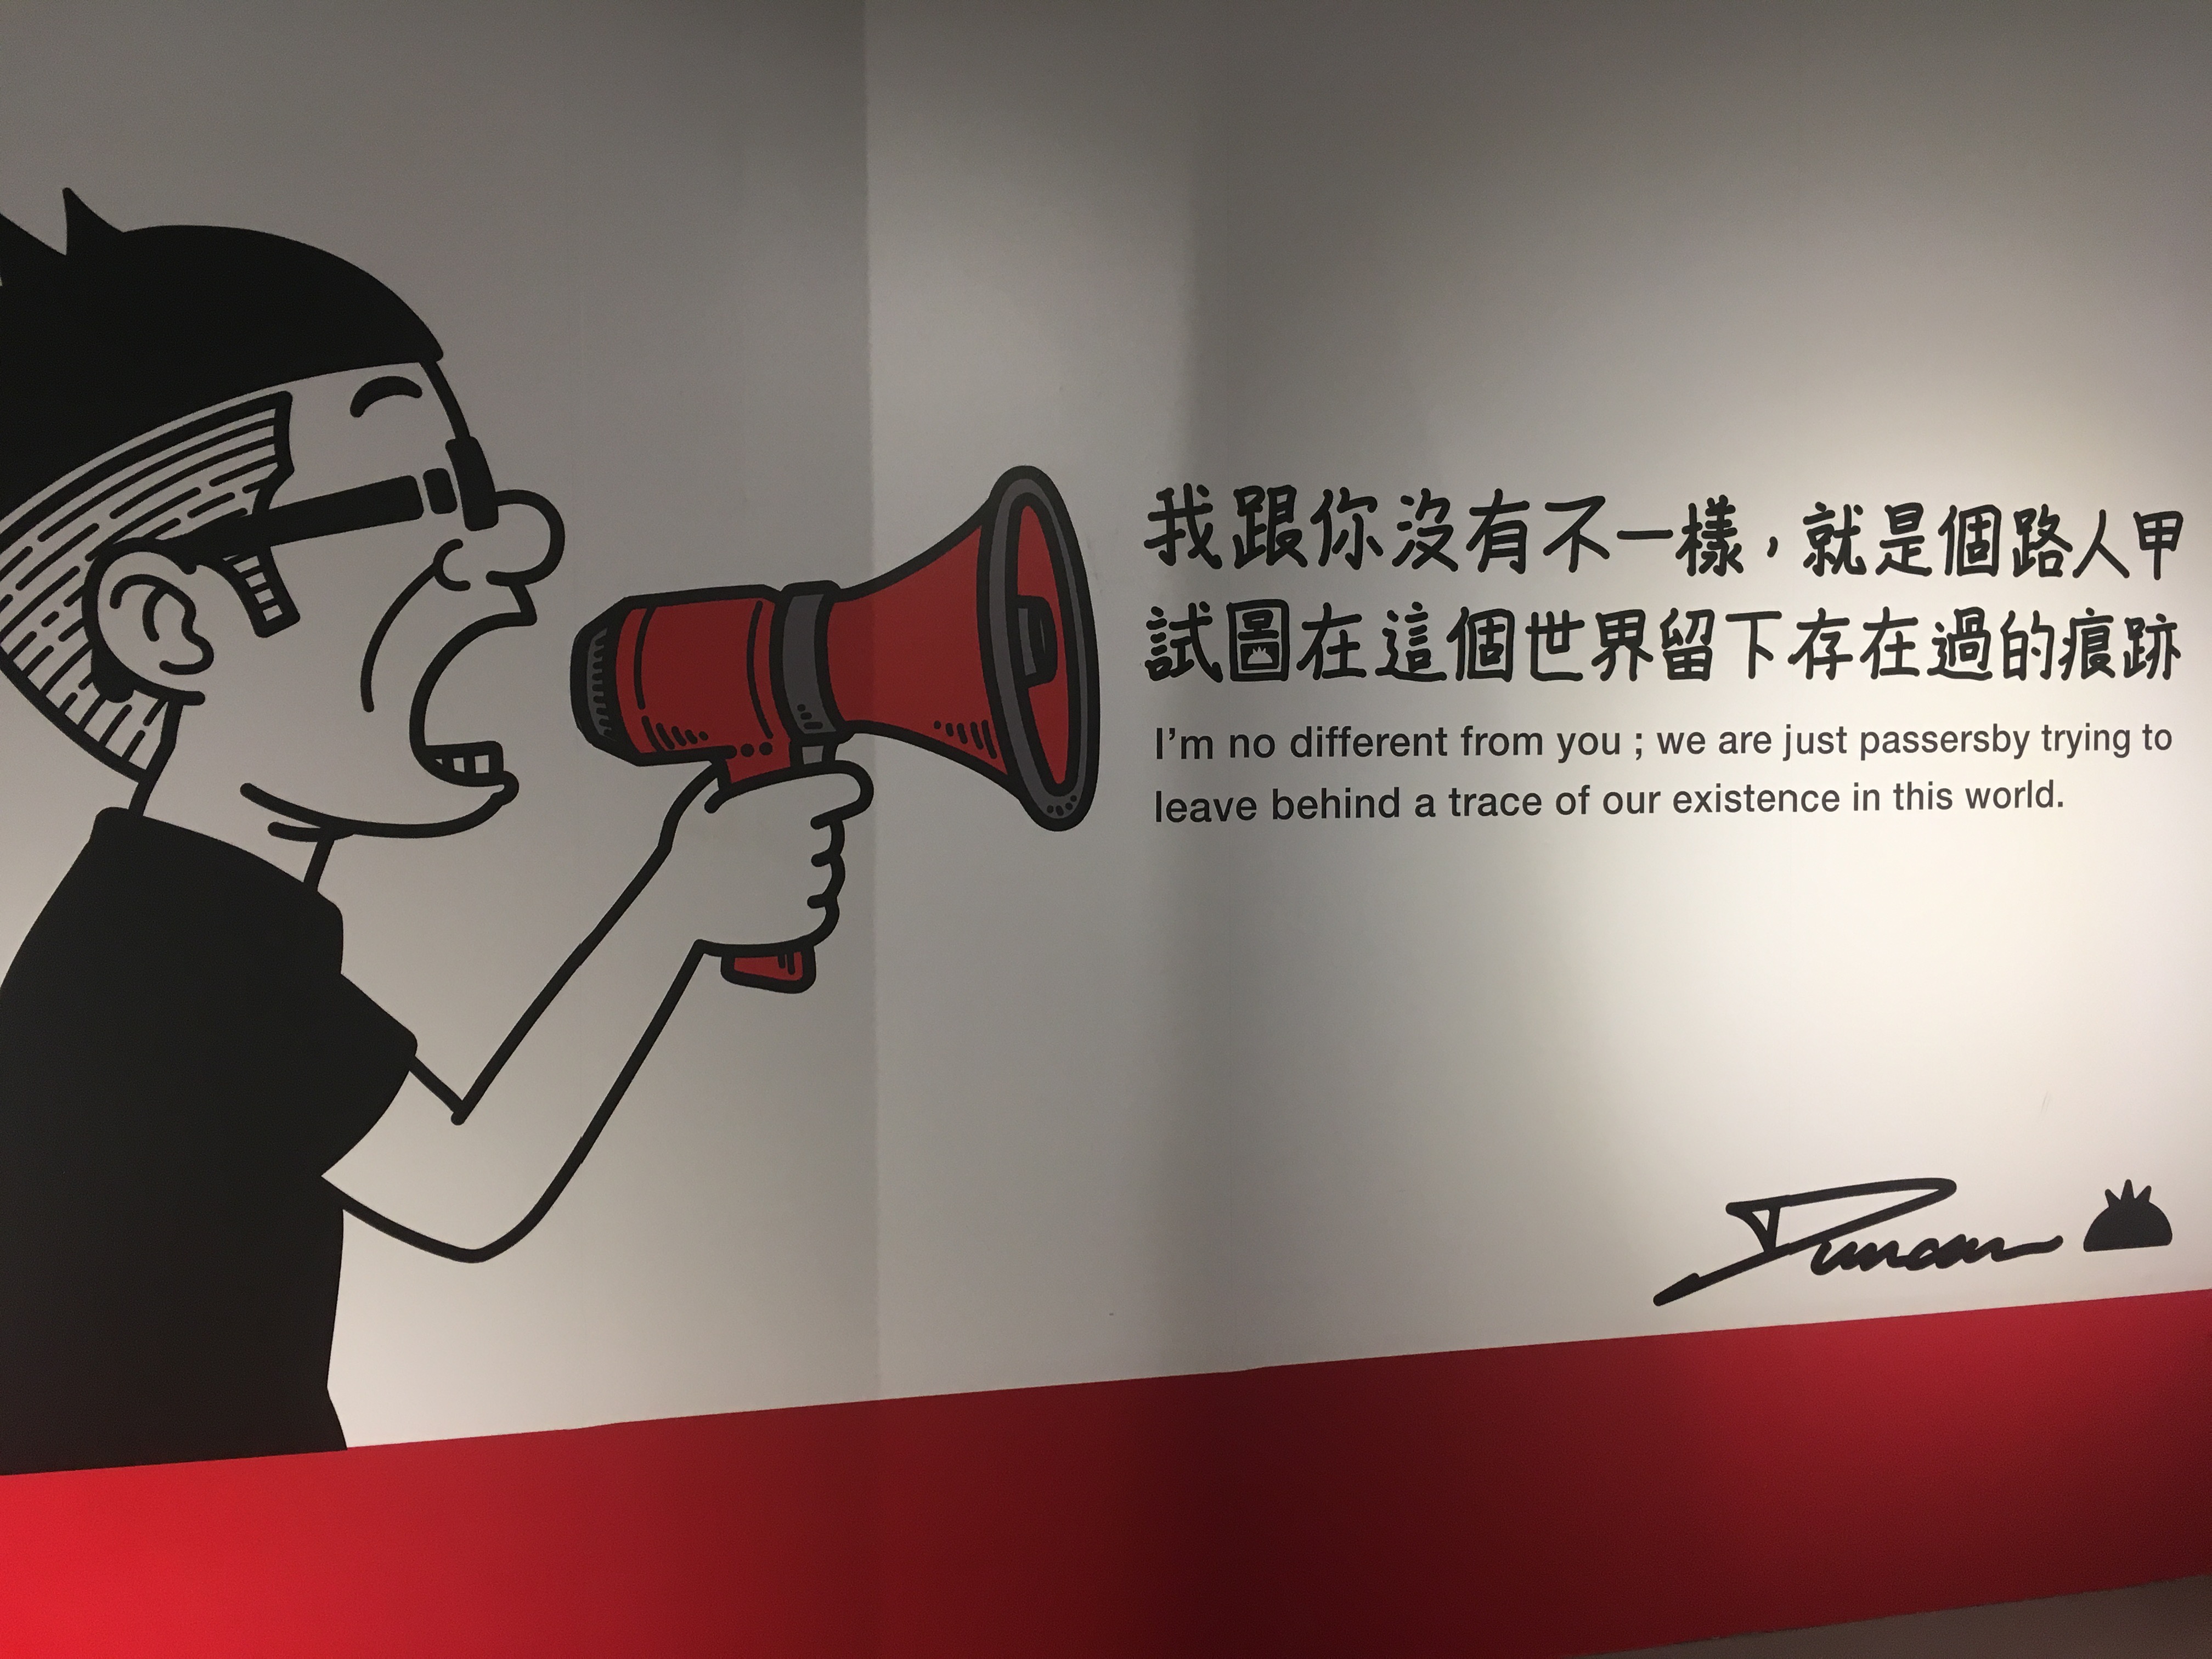 我跟你沒有不一樣，就是個路人甲
試圖在這個世界留下存在過的痕跡
I'm no different from you ; we are just passersby trying to
leave behind a trace of our existence in this world.
Duncan